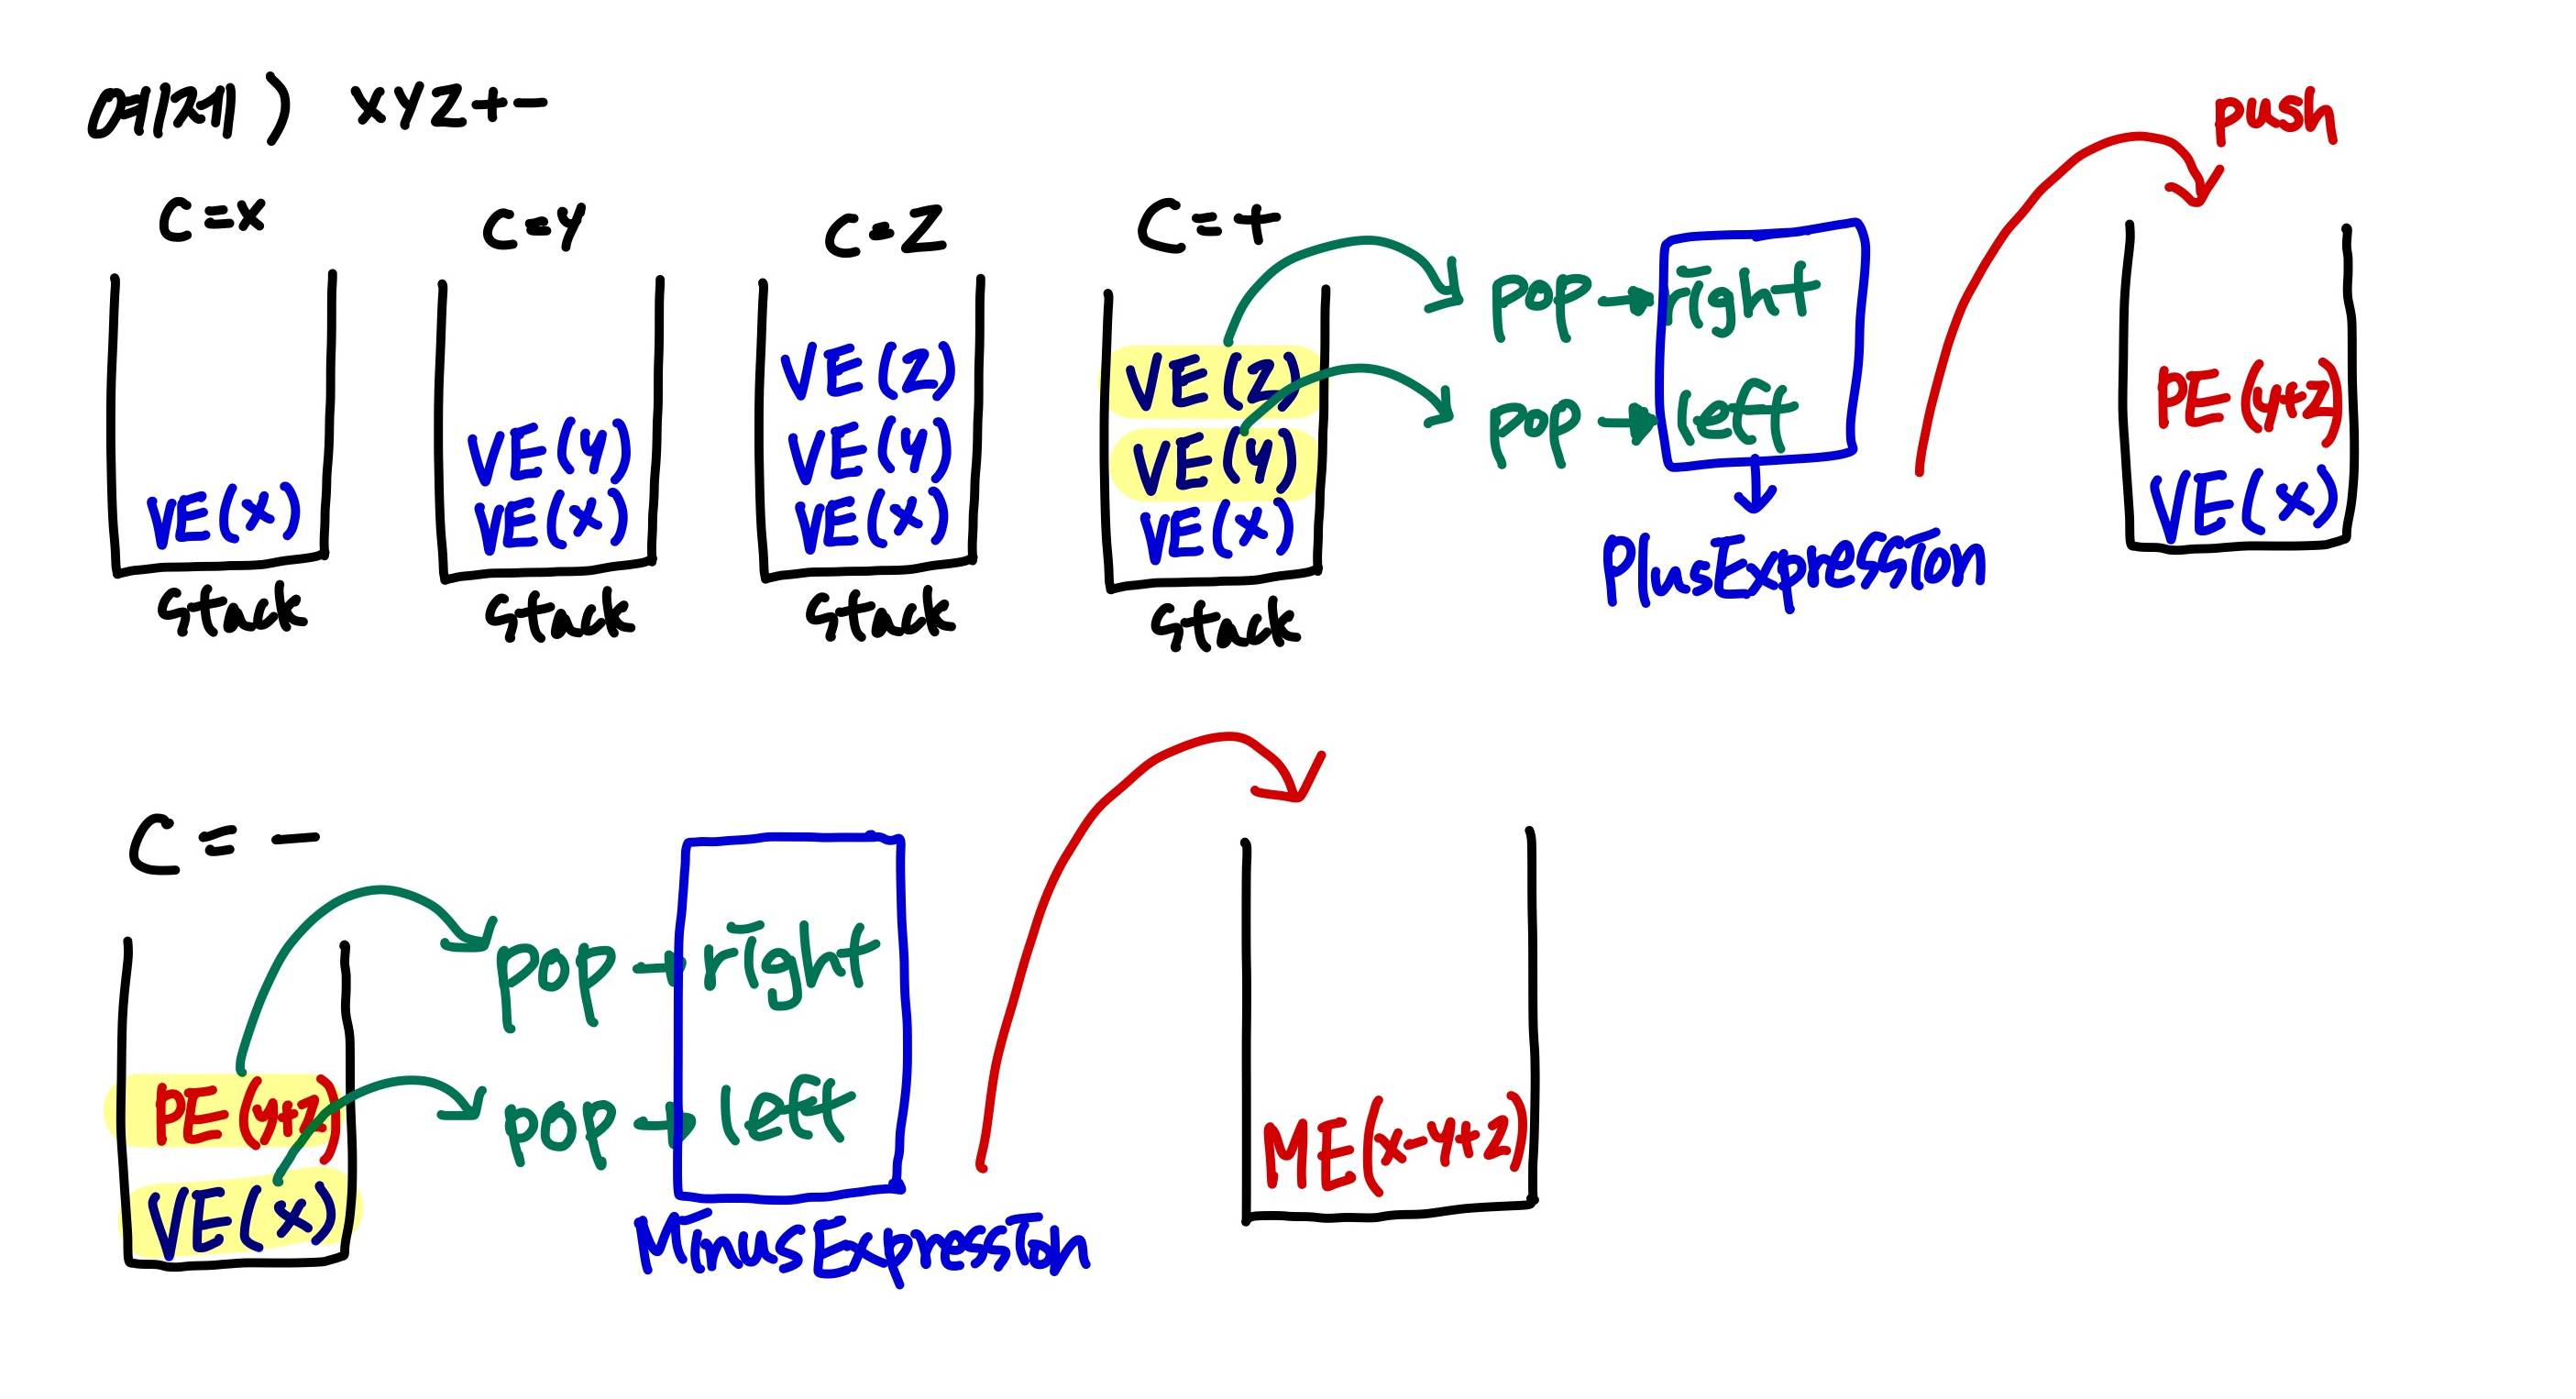 예시) xyz+-
push
C=x
C=y
C=z
C=+
VE(x)
stack
VE(y)
VE(x)
stack
VE(z)
VE(y)
VE(x)
stack
VE(z)
VE(y)
VE(x)
stack
pop → right
pop → left
PlusExpression
PE(y+z)
VE(x)
C= -
PE(y+z)
VE(x)
pop → right
pop → left
MinusExpression
ME(x-y+z)